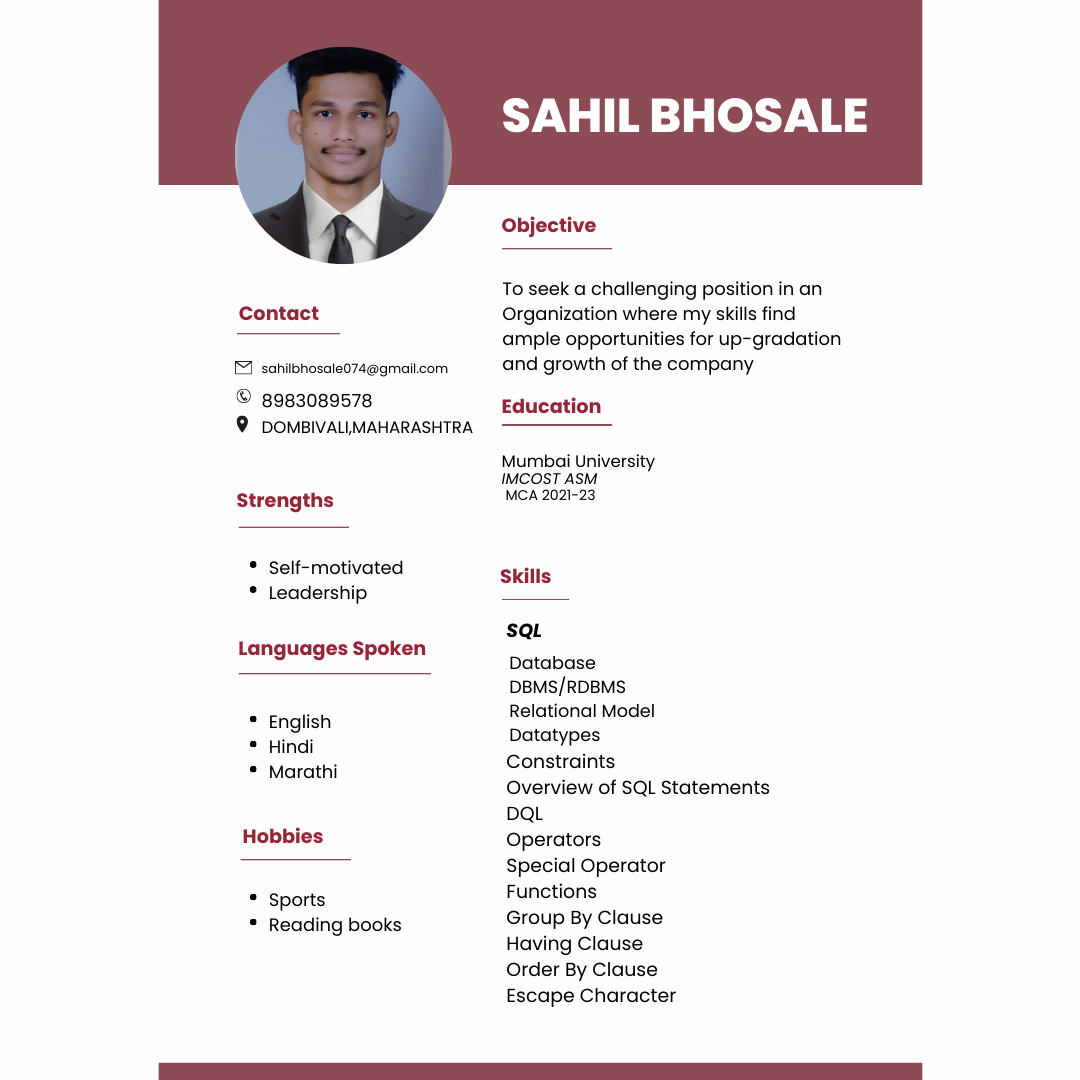 SAHIL BHOSALE
Contact
sahilbhosale074@gmail.com
8983089578
DOMBIVALI,MAHARASHTRA
Strengths
Self-motivated
Leadership
Languages Spoken
English
Hindi
Marathi
Hobbies
Sports
Reading books
Objective
To seek a challenging position in an
Organization where my skills find
ample opportunities for up-gradation
and growth of the company
Education
Mumbai University
IMCOST ASM
MCA 2021-23
Skills
SQL
Database
DBMS/RDBMS
Relational Model
Datatypes
Constraints
Overview of SQL Statements
DQL
Operators
Special Operator
Functions
Group By Clause
Having Clause
Order By Clause
Escape Character